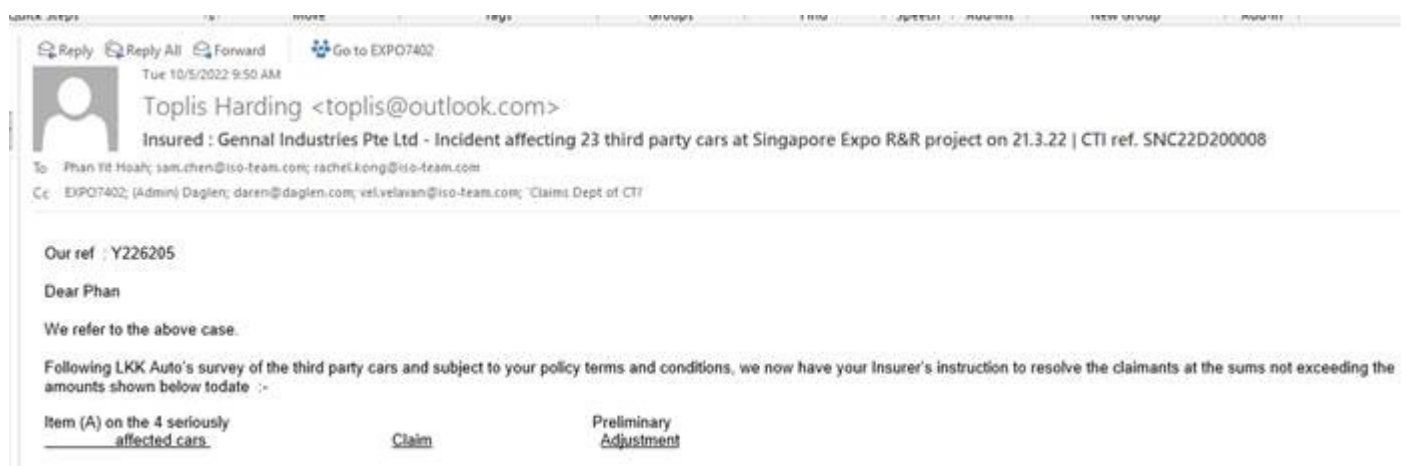 Reply Reply All Forward Go to EXPO7402
Tue 10/5/2022 9:50 AM
Toplis Harding <toplis@outlook.com>
Insured : Gennal Industries Pte Ltd - Incident affecting 23 third party cars at Singapore Expo R&R project on 21.3.22 | CTI ref. SNC22D200008
To Phan Yit Hoah; sam.chen@iso-team.com; rachel.kong@iso-team.com
Cc EXPO7402; (Admin) Daglen; daren@daglen.com; vel.velavan@iso-team.com; 'Claims Dept of CTI'
Our ref : Y226205
Dear Phan
We refer to the above case.
Following LKK Auto's survey of the third party cars and subject to your policy terms and conditions, we now have your Insurer's instruction to resolve the claimants at the sums not exceeding the
amounts shown below todate :-
Item (A) on the 4 seriously Preliminary
affected cars Claim Adjustment